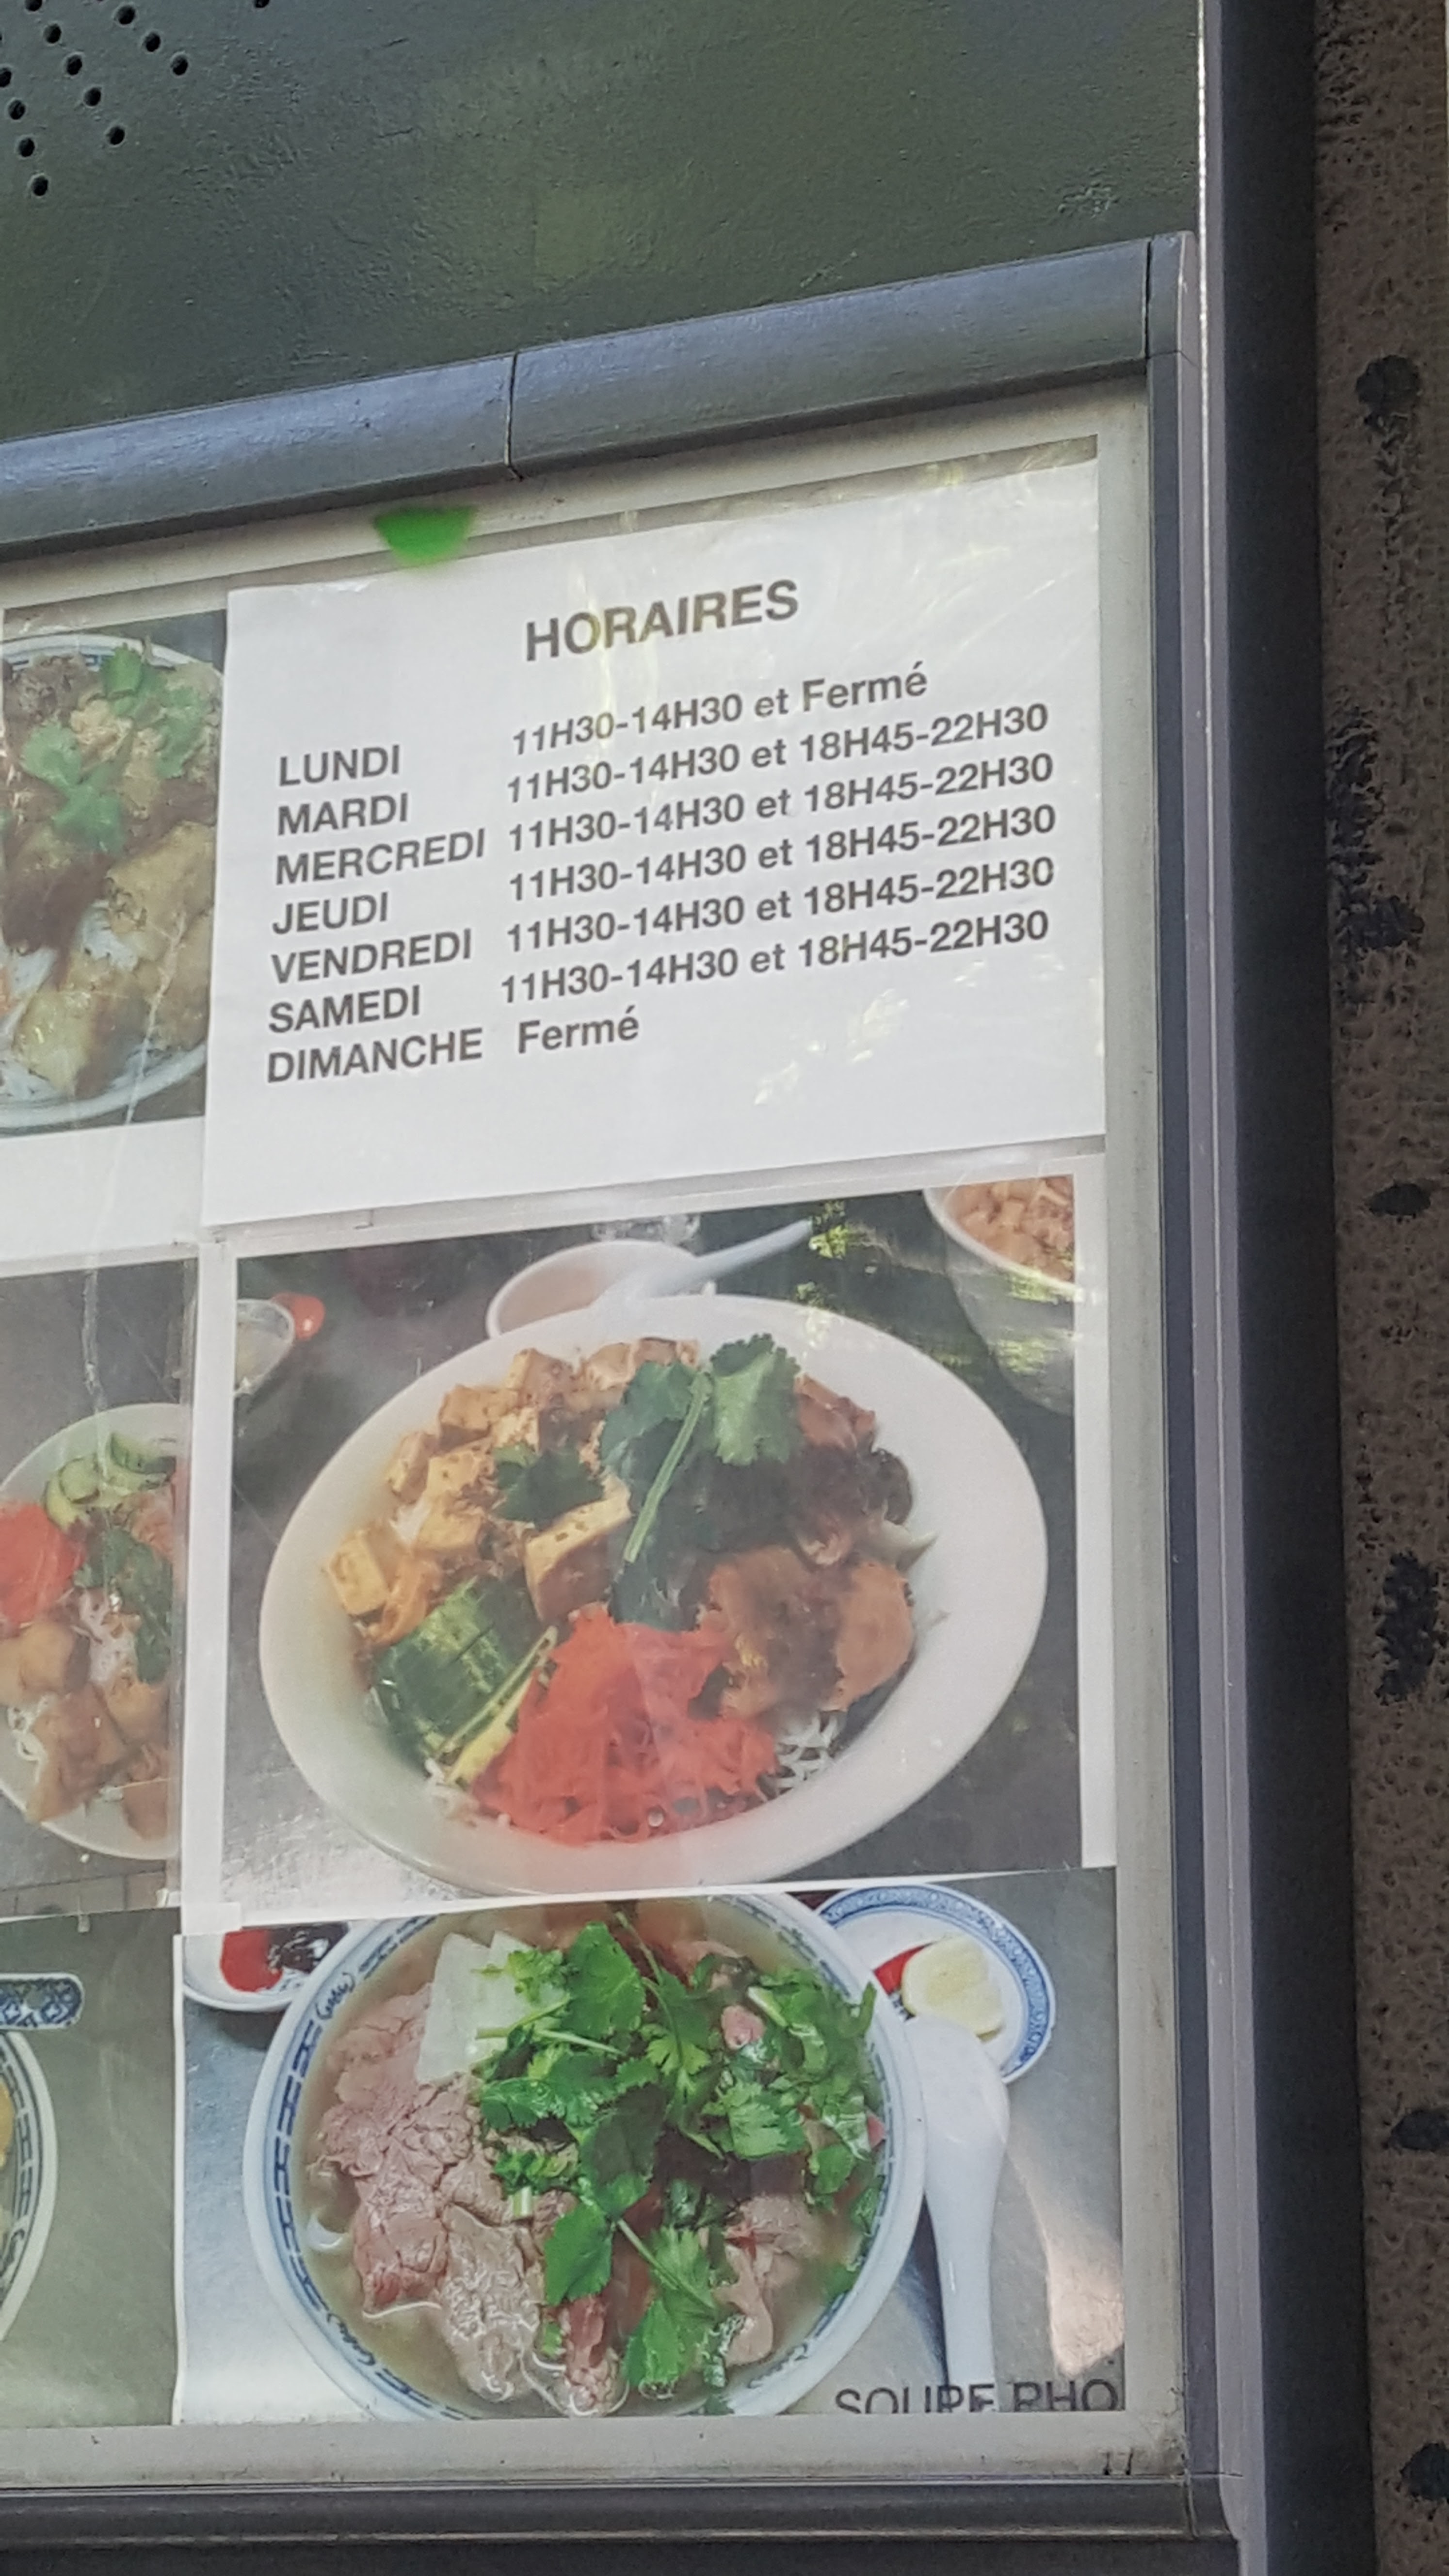 HORAIRES
LUNDI 11H30-14H30 et Fermé
MARDI 11H30-14H30 et 18H45-22H30
MERCREDI 11H30-14H30 et 18H45-22H30
JEUDI 11H30-14H30 et 18H45-22H30
VENDREDI 11H30-14H30 et 18H45-22H30
SAMEDI 11H30-14H30 et 18H45-22H30
DIMANCHE Fermé
SOUPE PHO